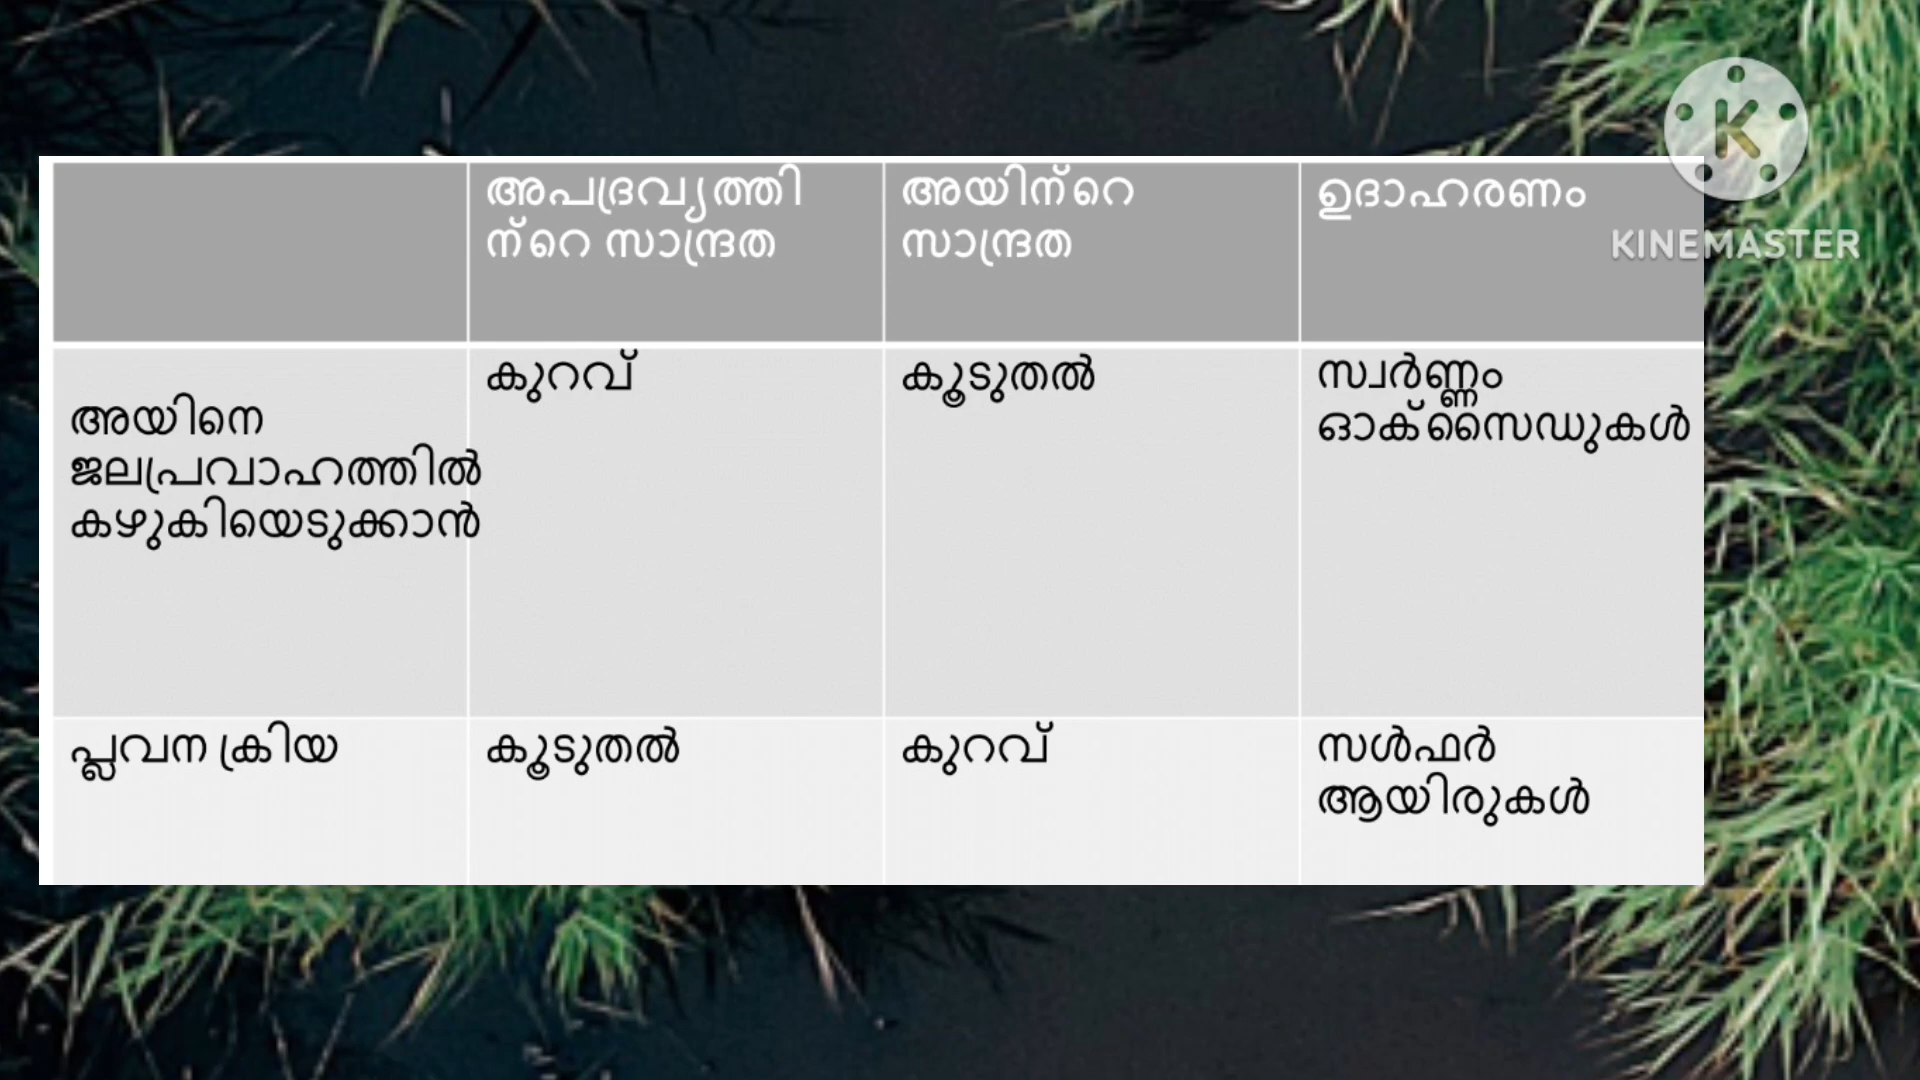 അപദ്രവ്യത്തി
ന്റെ സാന്ദ്രത
അയിന്റെ
സാന്ദ്രത
ഉദാഹരണം
KINEMASTER
അയിനെ
ജലപ്രവാഹത്തിൽ
കഴുകിയെടുക്കാൻ
കുറവ്
കൂടുതൽ
സ്വർണ്ണം
ഓക്സൈഡുകൾ
പ്ലവന ക്രിയ
കൂടുതൽ
കുറവ്
സൾഫർ
ആയിരുകൾ